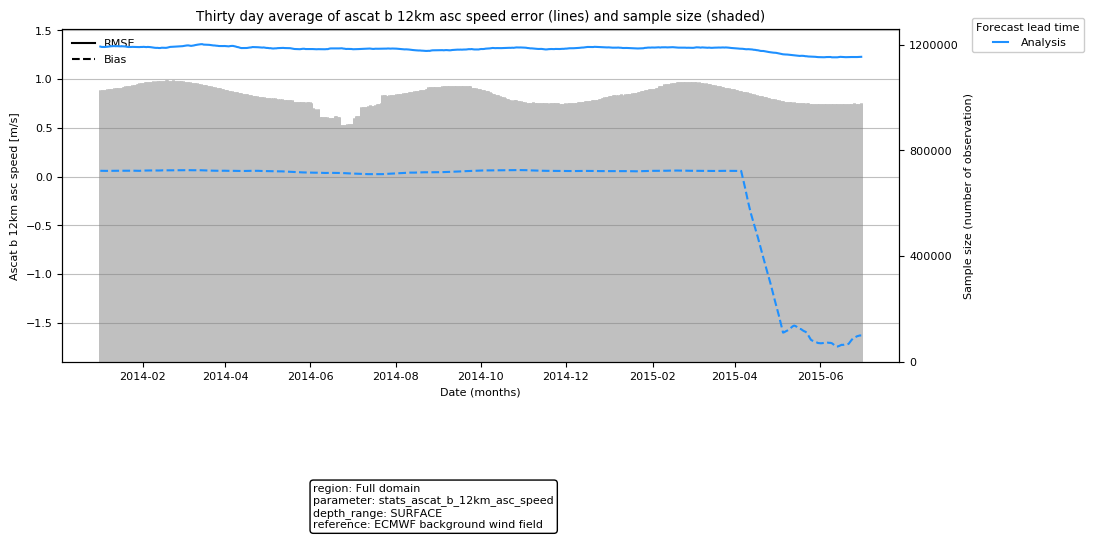 Thirty day average of ascat b 12km asc speed error (lines) and sample size (shaded)
Forecast lead time
Analysis
RMSE
Bias
1.5
1.0
0.5
0.0
−0.5
−1.0
−1.5
Ascat b 12km asc speed [m/s]
1200000
800000
400000
0
Sample size (number of observation)
2014-02 2014-04 2014-06 2014-08 2014-10 2014-12 2015-02 2015-04 2015-06
Date (months)
region: Full domain
parameter: stats_ascat_b_12km_asc_speed
depth_range: SURFACE
reference: ECMWF background wind field